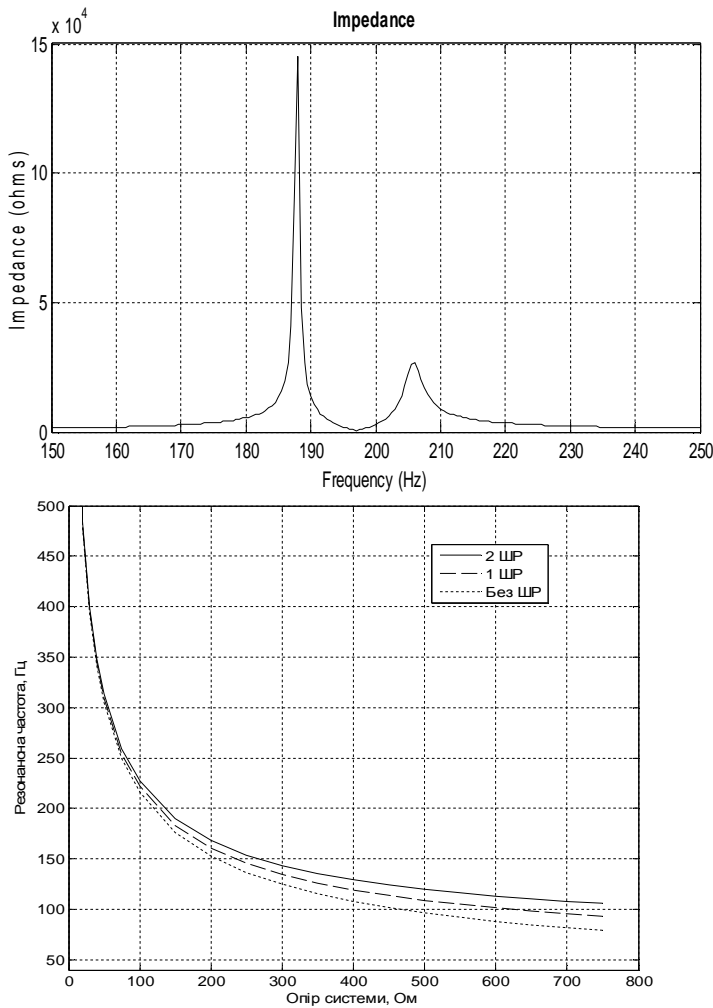 x 10⁴
Impedance
15
10
5
0
Impedance (ohms)
150 160 170 180 190 200 210 220 230 240 250
Frequency (Hz)
500
450
400
350
300
250
200
150
100
50
Резонансна частота, Гц
2 ШР
1 ШР
Без ШР
0 100 200 300 400 500 600 700 800
Опір системи, Ом